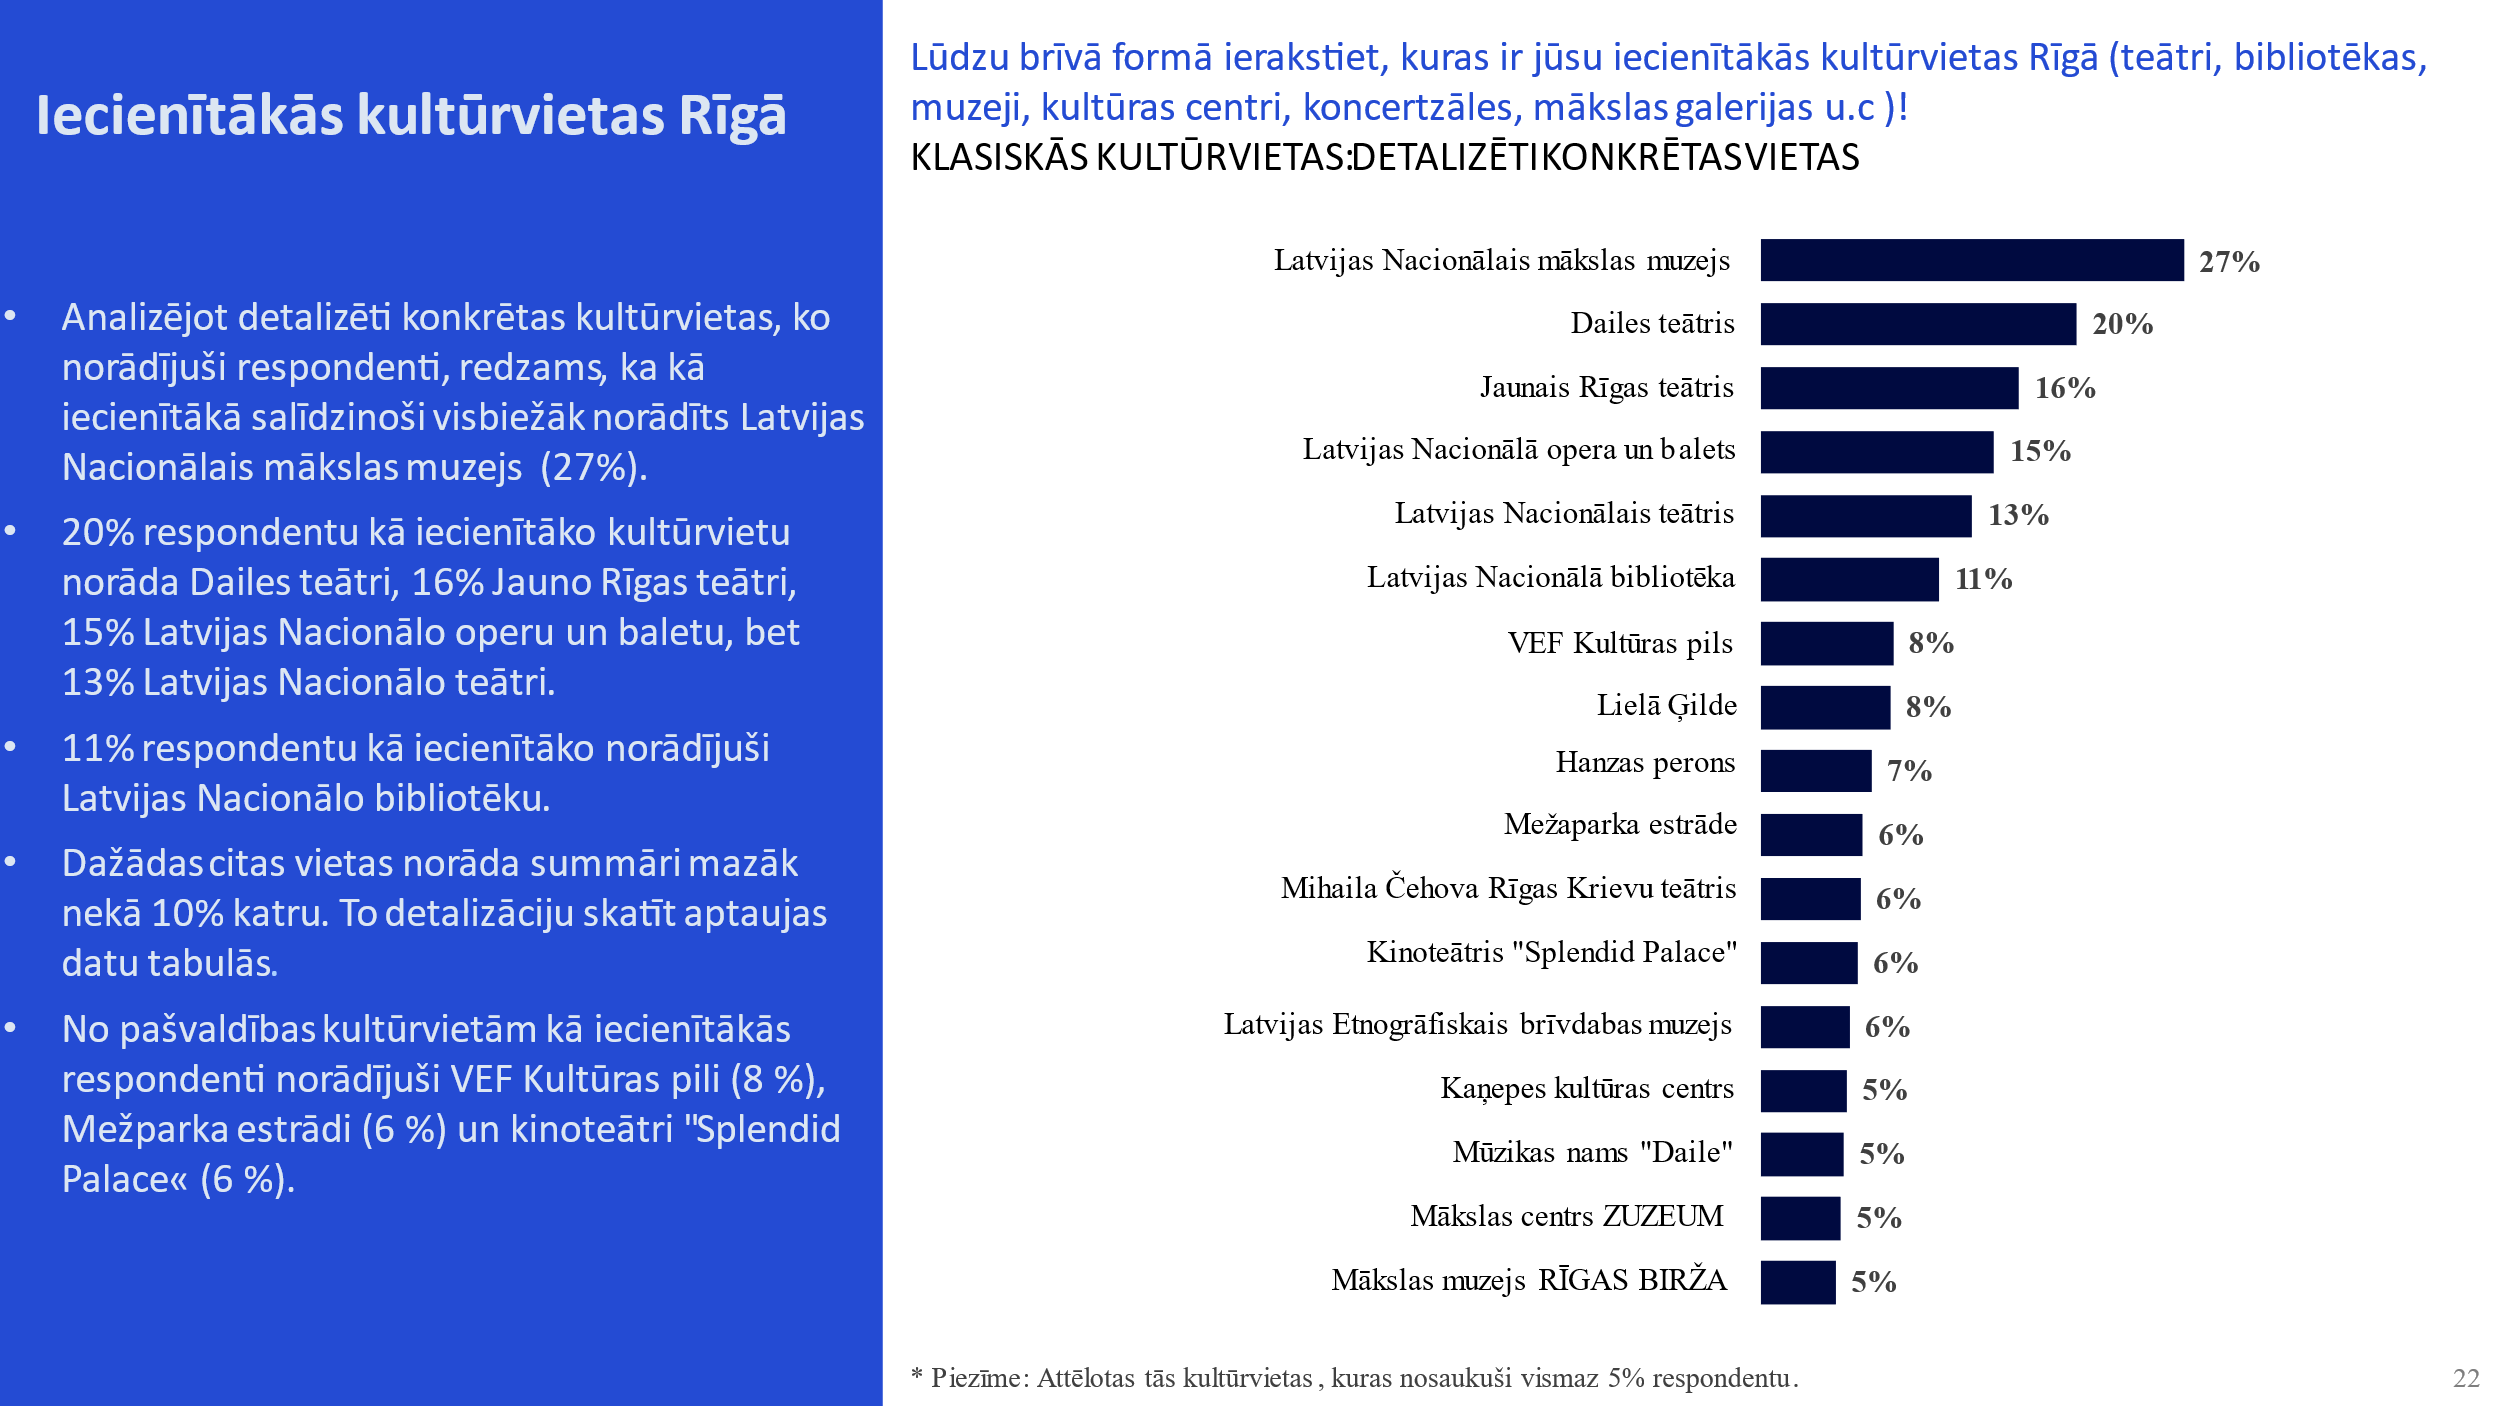 Iecienītākās kultūrvietas Rīgā
• Analizējot detalizēti konkrētas kultūrvietas, ko
norādījuši respondenti, redzams, ka kā
iecienītākā salīdzinoši visbiežāk norādīts Latvijas
Nacionālais mākslas muzejs (27%).
• 20% respondentu kā iecienītāko kultūrvietu
norāda Dailes teātri, 16% Jauno Rīgas teātri,
15% Latvijas Nacionālo operu un baletu, bet
13% Latvijas Nacionālo teātri.
• 11% respondentu kā iecienītāko norādījuši
Latvijas Nacionālo bibliotēku.
• Dažādas citas vietas norāda summāri mazāk
nekā 10% katru. To detalizāciju skatīt aptaujas
datu tabulās.
• No pašvaldības kultūrvietām kā iecienītākās
respondenti norādījuši VEF Kultūras pili (8 %),
Mežparka estrādi (6 %) un kinoteātri "Splendid
Palace« (6 %).
Lūdzu brīvā formā ierakstiet, kuras ir jūsu iecienītākās kultūrvietas Rīgā (teātri, bibliotēkas,
muzeji, kultūras centri, koncertzāles, mākslas galerijas u.c )!
KLASISKĀS KULTŪRVIETAS:DETALIZĒTI KONKRĒTAS VIETAS
Latvijas Nacionālais mākslas muzejs 27%
Dailes teātris 20%
Jaunais Rīgas teātris 16%
Latvijas Nacionālā opera un balets 15%
Latvijas Nacionālais teātris 13%
Latvijas Nacionālā bibliotēka 11%
VEF Kultūras pils 8%
Lielā Ģilde 8%
Hanzas perons 7%
Mežaparka estrāde 6%
Mihaila Čehova Rīgas Krievu teātris 6%
Kinoteātris "Splendid Palace" 6%
Latvijas Etnogrāfiskais brīvdabas muzejs 6%
Kaņepes kultūras centrs 5%
Mūzikas nams "Daile" 5%
Mākslas centrs ZUZEUM 5%
Mākslas muzejs RĪGAS BIRŽA 5%
* Piezīme: Attēlotas tās kultūrvietas, kuras nosaukuši vismaz 5% respondentu.
22